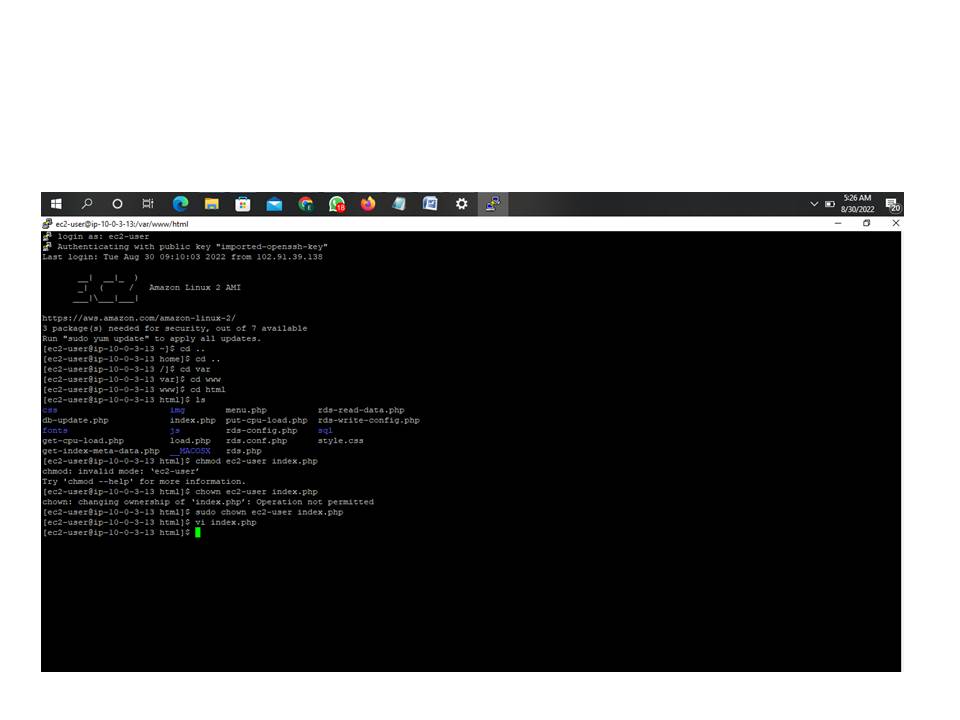 5:26 AM
8/30/2022
18
20
ec2-user@ip-10-0-3-13:/var/www/html
login as: ec2-user
Authenticating with public key "imported-openssh-key"
Last login: Tue Aug 30 09:10:03 2022 from 102.91.39.138
__|  __|_  )
_|  (     /   Amazon Linux 2 AMI
___|\___|___|
https://aws.amazon.com/amazon-linux-2/
3 package(s) needed for security, out of 7 available
Run "sudo yum update" to apply all updates.
[ec2-user@ip-10-0-3-13 ~]$ cd ..
[ec2-user@ip-10-0-3-13 home]$ cd ..
[ec2-user@ip-10-0-3-13 /]$ cd var
[ec2-user@ip-10-0-3-13 var]$ cd www
[ec2-user@ip-10-0-3-13 www]$ cd html
[ec2-user@ip-10-0-3-13 html]$ ls
css img menu.php rds-read-data.php
db-update.php index.php put-cpu-load.php rds-write-config.php
fonts js rds-config.php sql
get-cpu-load.php load.php rds.conf.php style.css
get-index-meta-data.php __MACOSX rds.php
[ec2-user@ip-10-0-3-13 html]$ chmod ec2-user index.php
chmod: invalid mode: ‘ec2-user’
Try 'chmod --help' for more information.
[ec2-user@ip-10-0-3-13 html]$ chown ec2-user index.php
chown: changing ownership of ‘index.php’: Operation not permitted
[ec2-user@ip-10-0-3-13 html]$ sudo chown ec2-user index.php
[ec2-user@ip-10-0-3-13 html]$ vi index.php
[ec2-user@ip-10-0-3-13 html]$